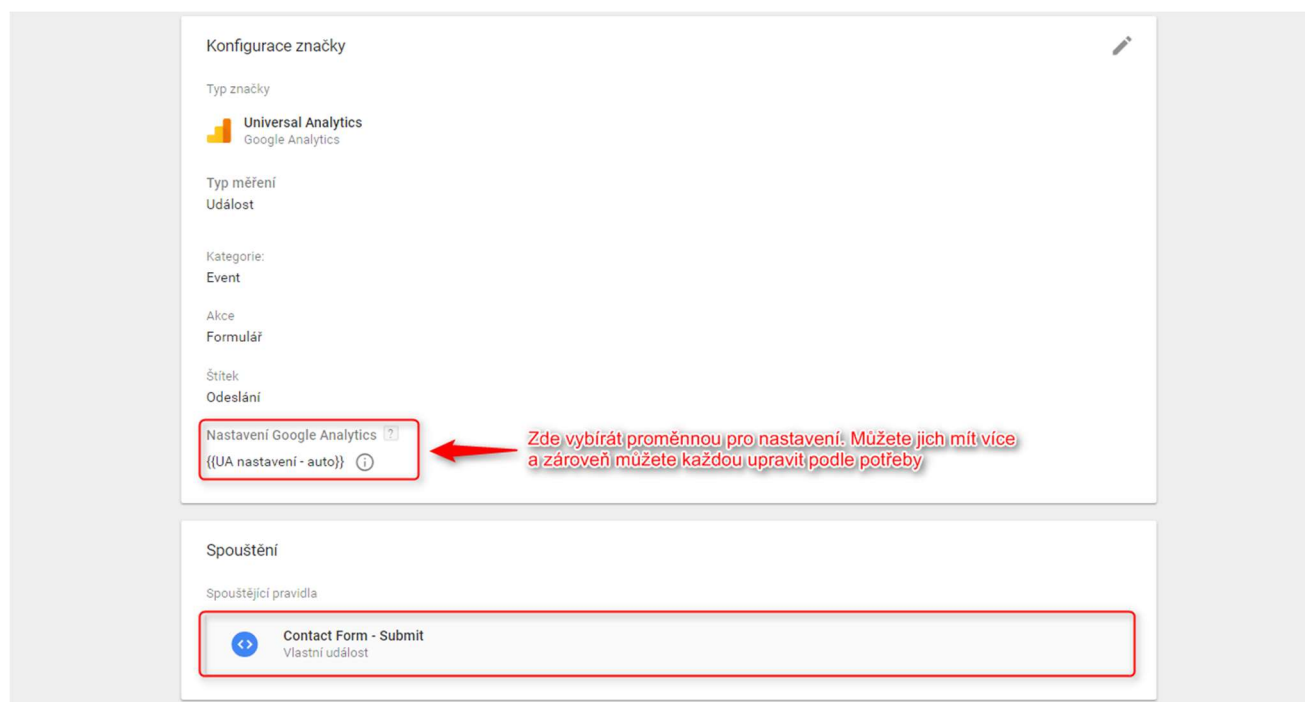 Konfigurace značky
Typ značky
Universal Analytics
Google Analytics
Typ měření
Událost
Kategorie:
Event
Akce
Formulář
Štítek
Odeslání
Nastavení Google Analytics ?
{{UA nastavení - auto}}
Zde vybírát proměnnou pro nastavení. Můžete jich mít více
a zároveň můžete každou upravit podle potřeby
Spouštění
Spouštějící pravidla
Contact Form - Submit
Vlastní událost